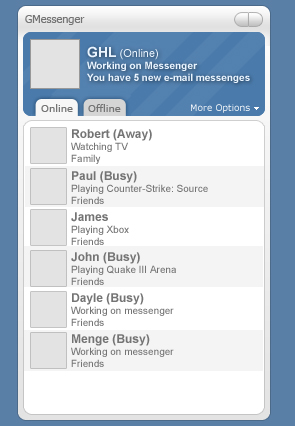 GMessenger
GHL (Online)
Working on Messenger
You have 5 new e-mail messenges
Online
Offline
More Options
Robert (Away)
Watching TV
Family
Paul (Busy)
Playing Counter-Strike: Source
Friends
James
Playing Xbox
Friends
John (Busy)
Playing Quake III Arena
Friends
Dayle (Busy)
Working on messenger
Friends
Menge (Busy)
Working on messenger
Friends